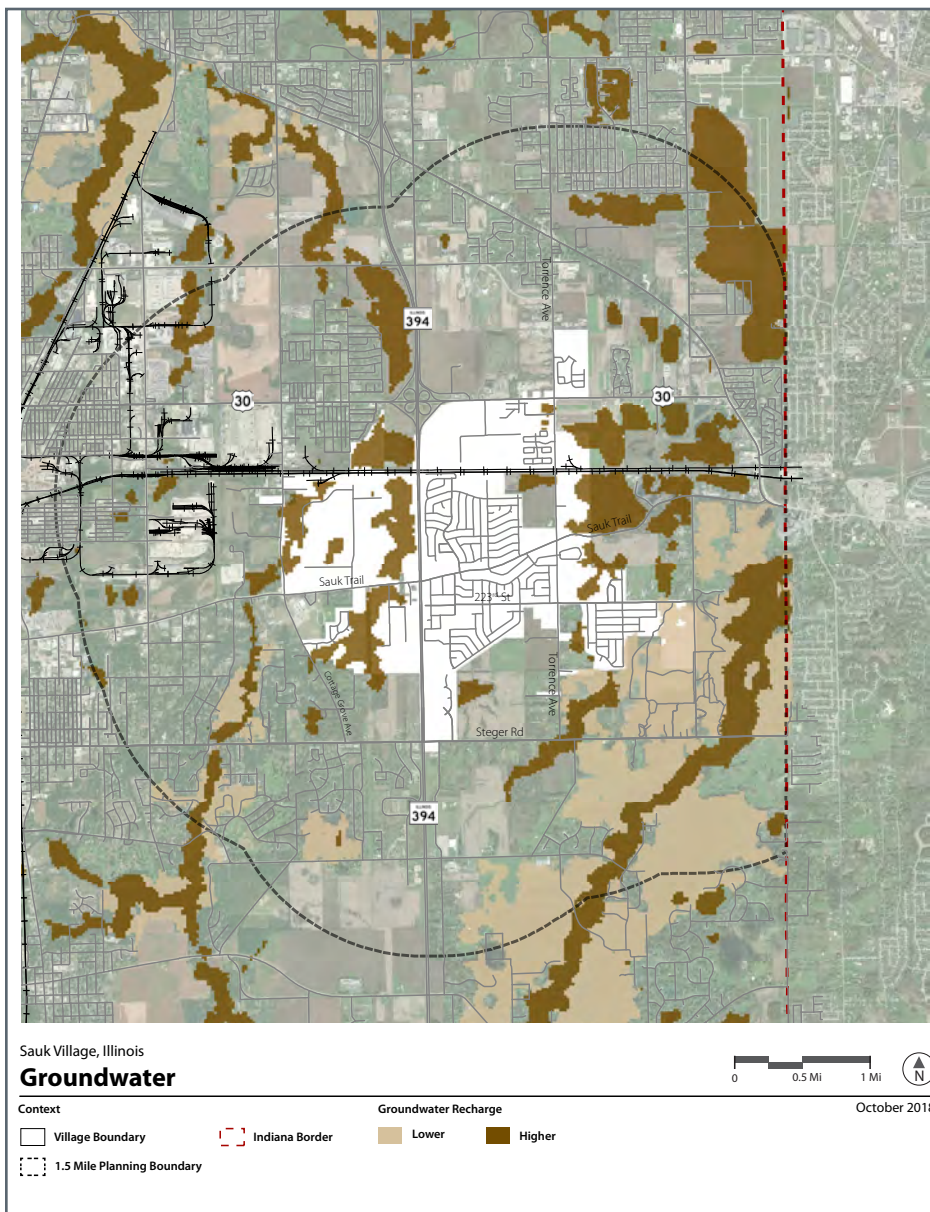 Torrence Ave
ILLINOIS
394
30
30
Sauk Trail
Sauk Trail
223rd St
Cottage Grove Ave
Torrence Ave
Steger Rd
ILLINOIS
394
Sauk Village, Illinois
Groundwater
0 0.5 Mi 1 Mi
N
Context Groundwater Recharge October 2018
Village Boundary Indiana Border Lower Higher
1.5 Mile Planning Boundary